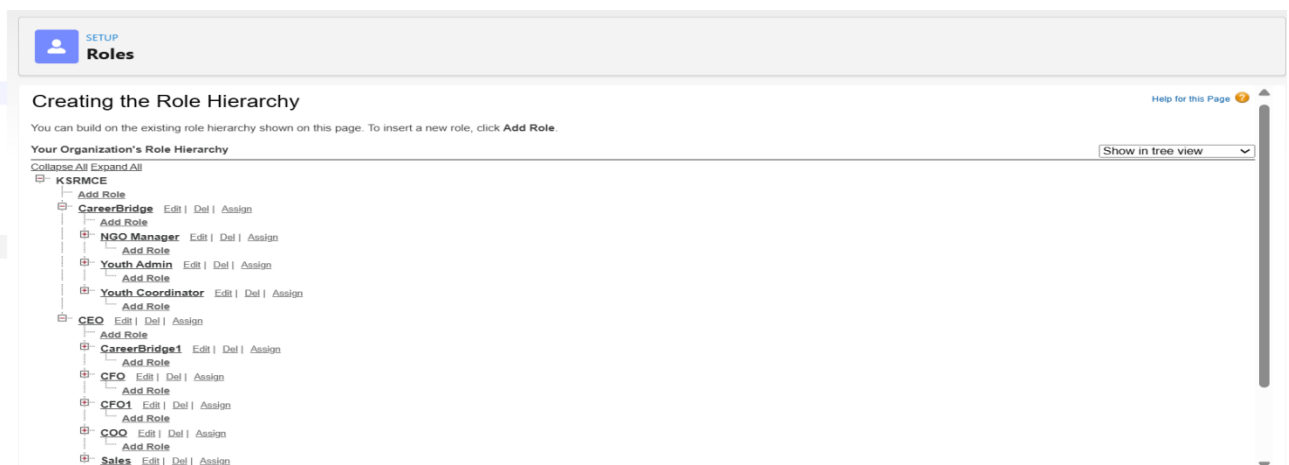 SETUP
Roles
Creating the Role Hierarchy
Help for this Page ?
You can build on the existing role hierarchy shown on this page. To insert a new role, click Add Role.
Your Organization's Role Hierarchy
Show in tree view
Collapse All Expand All
KSRMCE
Add Role
CareerBridge Edit | Del | Assign
Add Role
NGO Manager Edit | Del | Assign
Add Role
Youth Admin Edit | Del | Assign
Add Role
Youth Coordinator Edit | Del | Assign
Add Role
CEO Edit | Del | Assign
Add Role
CareerBridge1 Edit | Del | Assign
Add Role
CFO Edit | Del | Assign
Add Role
CFO1 Edit | Del | Assign
Add Role
COO Edit | Del | Assign
Add Role
Sales Edit | Del | Assign